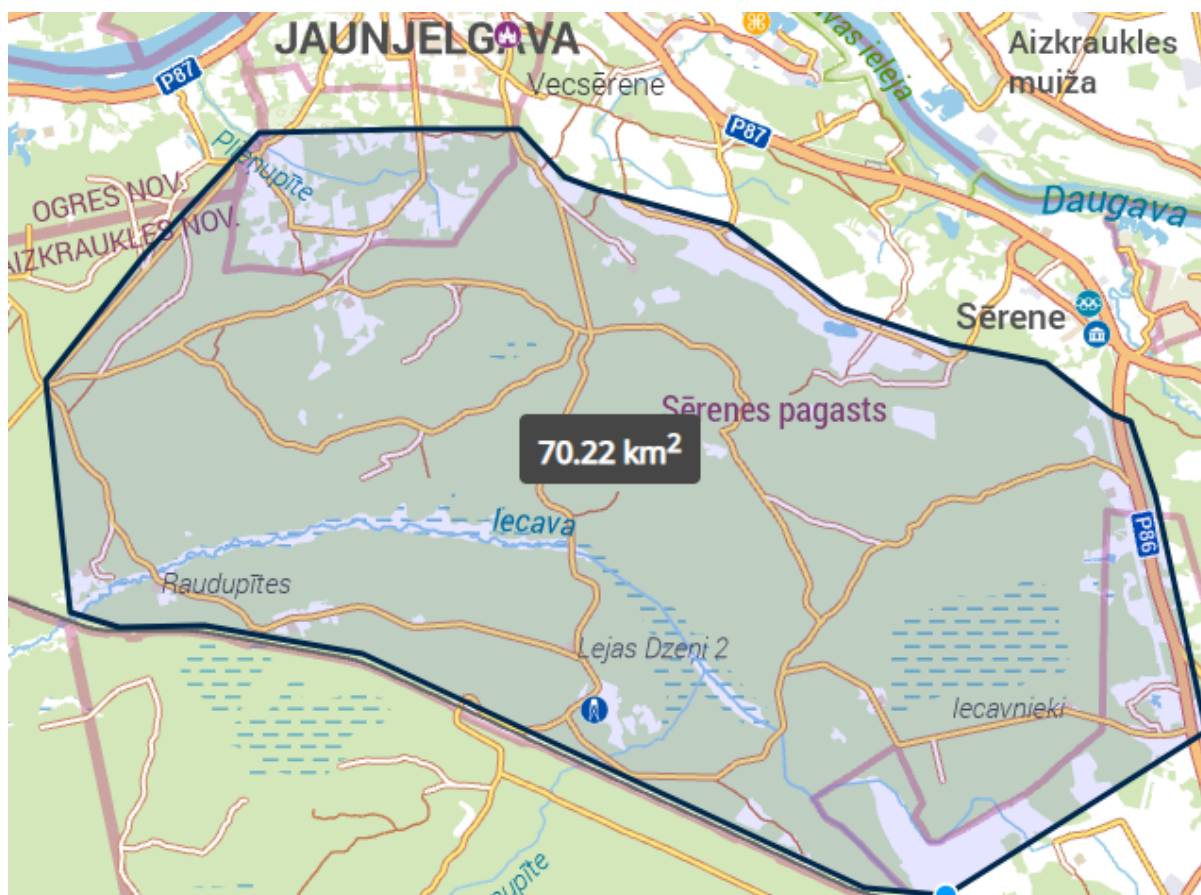 JAUNJELGAVA
Aizkraukles
muiža
P87
Vecsērene
P87
Piļeņupīte
OGRES NOV.
AIZKRAUKLES NOV.
Daugava
Sērene
Sērenes pagasts
70.22 km²
Iecava
P86
Raudupītes
Lejas Dzeņi 2
Iecavnieki